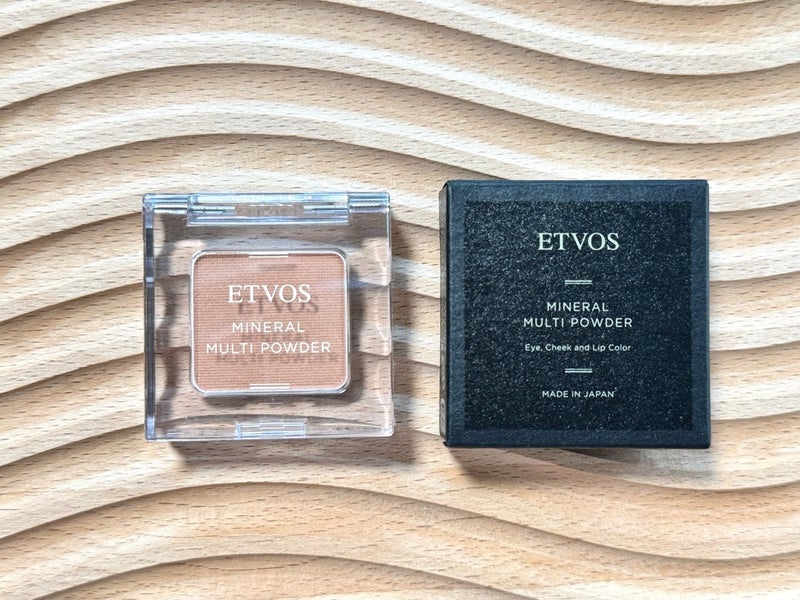 ETVOS
MINERAL
MULTI POWDER
ETVOS
MINERAL
MULTI POWDER
Eye, Cheek and Lip Color
MADE IN JAPAN